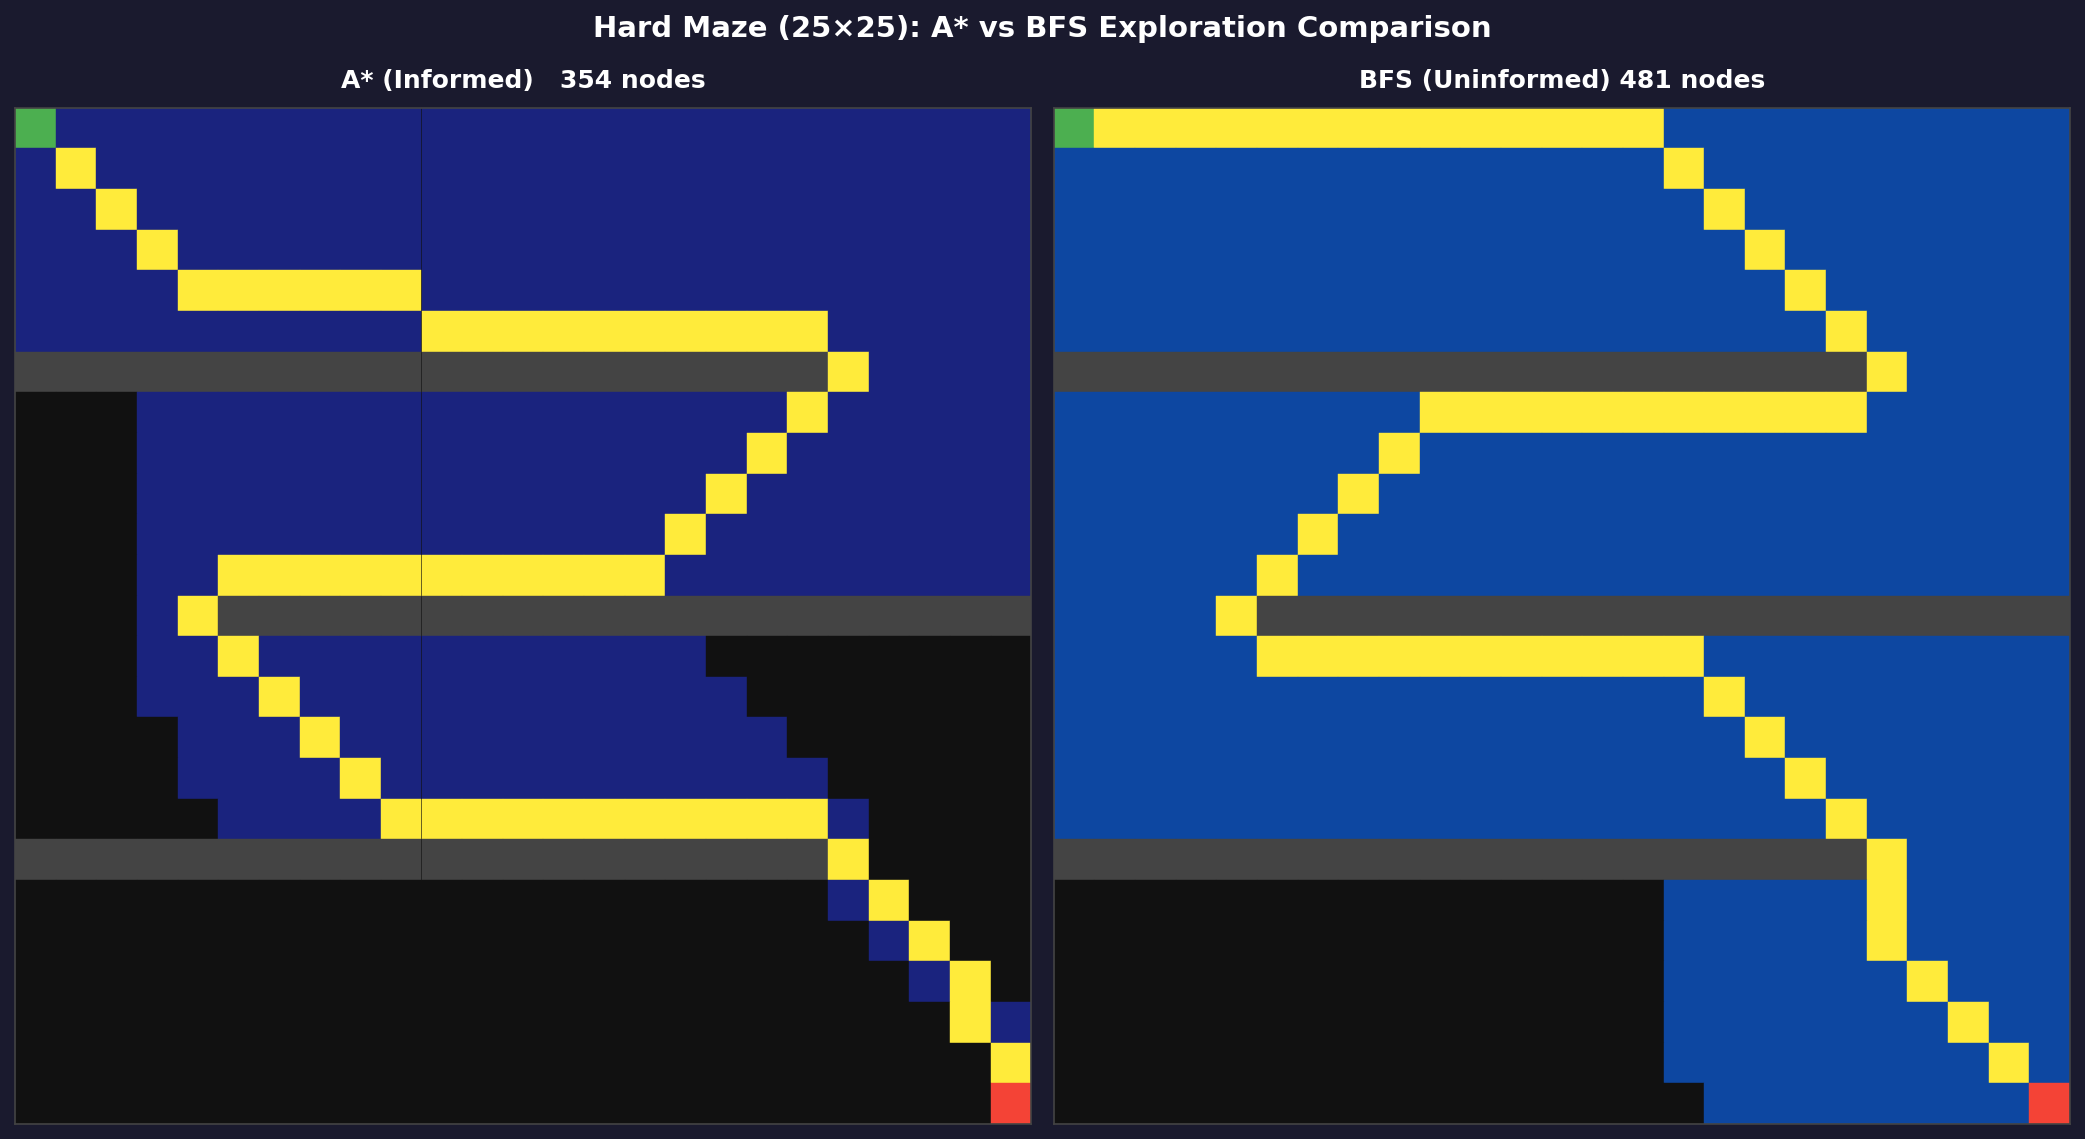 Hard Maze (25×25): A* vs BFS Exploration Comparison
A* (Informed)   354 nodes
BFS (Uninformed) 481 nodes